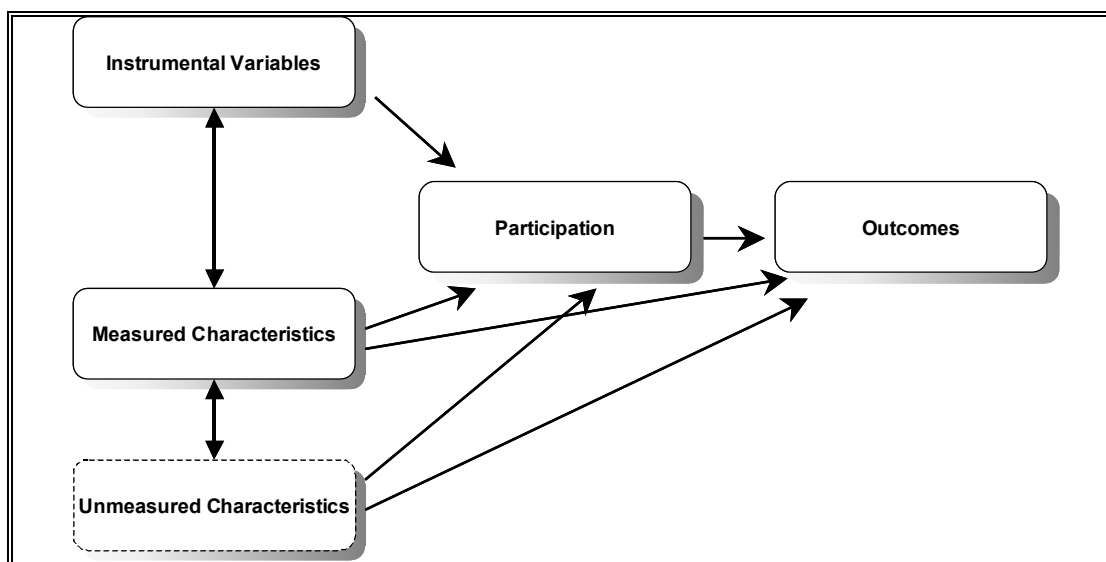 Instrumental Variables
Participation
Outcomes
Measured Characteristics
Unmeasured Characteristics